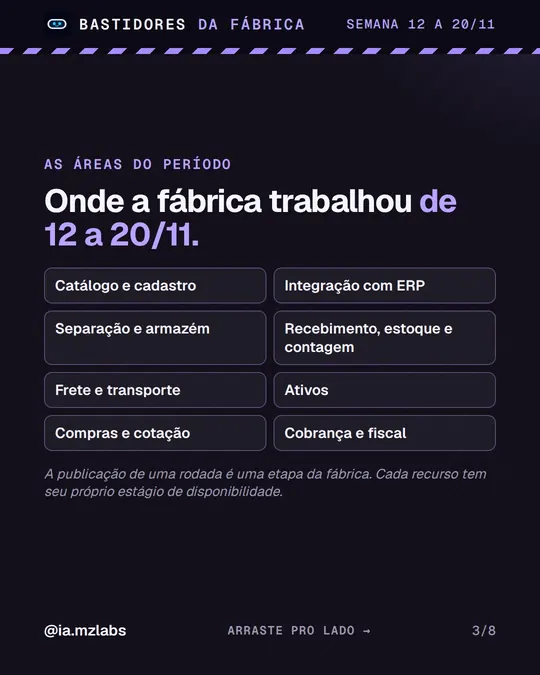 BASTIDORES DA FÁBRICA
SEMANA 12 A 20/11
AS ÁREAS DO PERÍODO
Onde a fábrica trabalhou de
12 a 20/11.
Catálogo e cadastro
Integração com ERP
Separação e armazém
Recebimento, estoque e
contagem
Frete e transporte
Ativos
Compras e cotação
Cobrança e fiscal
A publicação de uma rodada é uma etapa da fábrica. Cada recurso tem
seu próprio estágio de disponibilidade.
@ia.mzlabs
ARRASTE PRO LADO →
3/8